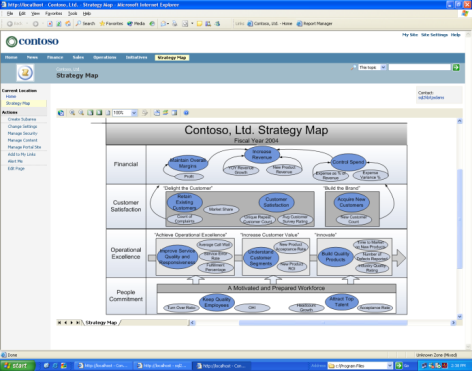 http://localhost - Contoso, Ltd. - Strategy Map - Microsoft Internet Explorer
File Edit View Favorites Tools Help
Search Favorites Media
Links Contoso, Ltd. - Home Report Manager
My Site Site Settings Help
contoso
Home News Finance Sales Operations Initiatives Strategy Map
Contoso, Ltd.
Strategy Map
This topic
Current Location
Home
Strategy Map
Actions
Create Subarea
Change Settings
Manage Security
Manage Content
Manage Portal Site
Add to My Links
Alert Me
Edit Page
Contact:
100%
Contoso, Ltd. Strategy Map
Fiscal Year 2004
Financial
Maintain Overall Margins
Profit
Increase Revenue
YOY Revenue Growth
New Product Revenue
Control Spend
Expense as % of Revenue
Expense Variance %
Customer Satisfaction
"Delight the Customer"
"Build the Brand"
Retain Existing Customers
Count of Complaints
Market Share
Customer Satisfaction
Unique Repeat Customer Count
Avg Customer Survey Rating
Acquire New Customers
New Customer Count
Operational Excellence
"Achieve Operational Excellence"
"Increase Customer Value"
"Innovate"
Improve Service Quality and Responsiveness
Average Call Wait
Service Error Rate
Fulfillment Percentage
Understand Customer Segments
New Product Acceptance Rate
New Product ROI
Build Quality Products
Time to Market on New Products
Number of Defects Reported
Industry Quality Rating
People Commitment
A Motivated and Prepared Workforce
Keep Quality Employees
Turn Over Ratio
OHI
Headcount Growth
Attract Top Talent
Acceptance Rate
Strategy Map
Done
Unknown Zone (Mixed)
start
http://localhost - Con...
http://localhost - Con...
Address c:\Program Files
Go